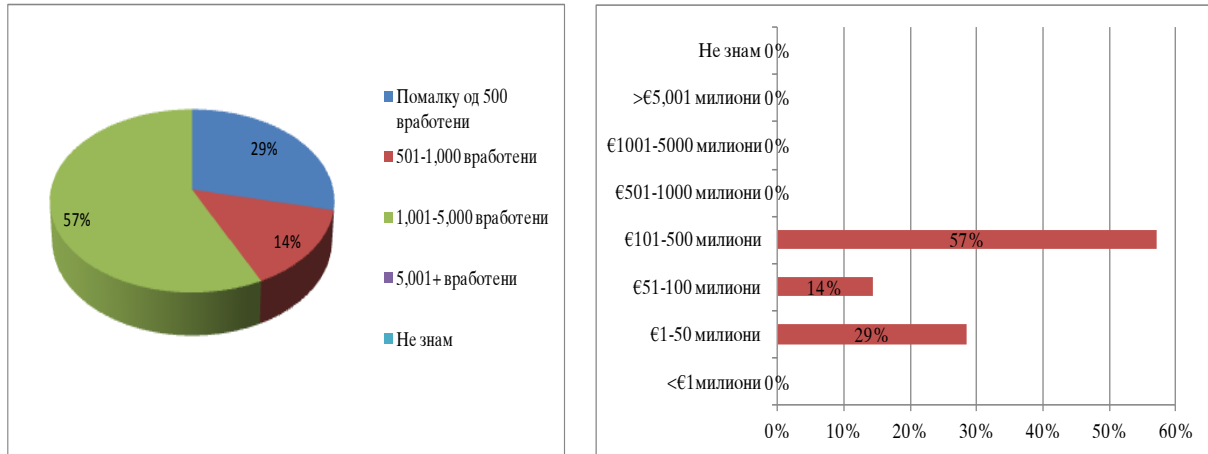 29%
14%
57%
Помалку од 500
вработени
501-1,000 вработени
1,001-5,000 вработени
5,001+ вработени
Не знам
Не знам 0%
>€5,001 милиони 0%
€1001-5000 милиони 0%
€501-1000 милиони 0%
€101-500 милиони 57%
€51-100 милиони 14%
€1-50 милиони 29%
<€1милиони 0%
0% 10% 20% 30% 40% 50% 60%